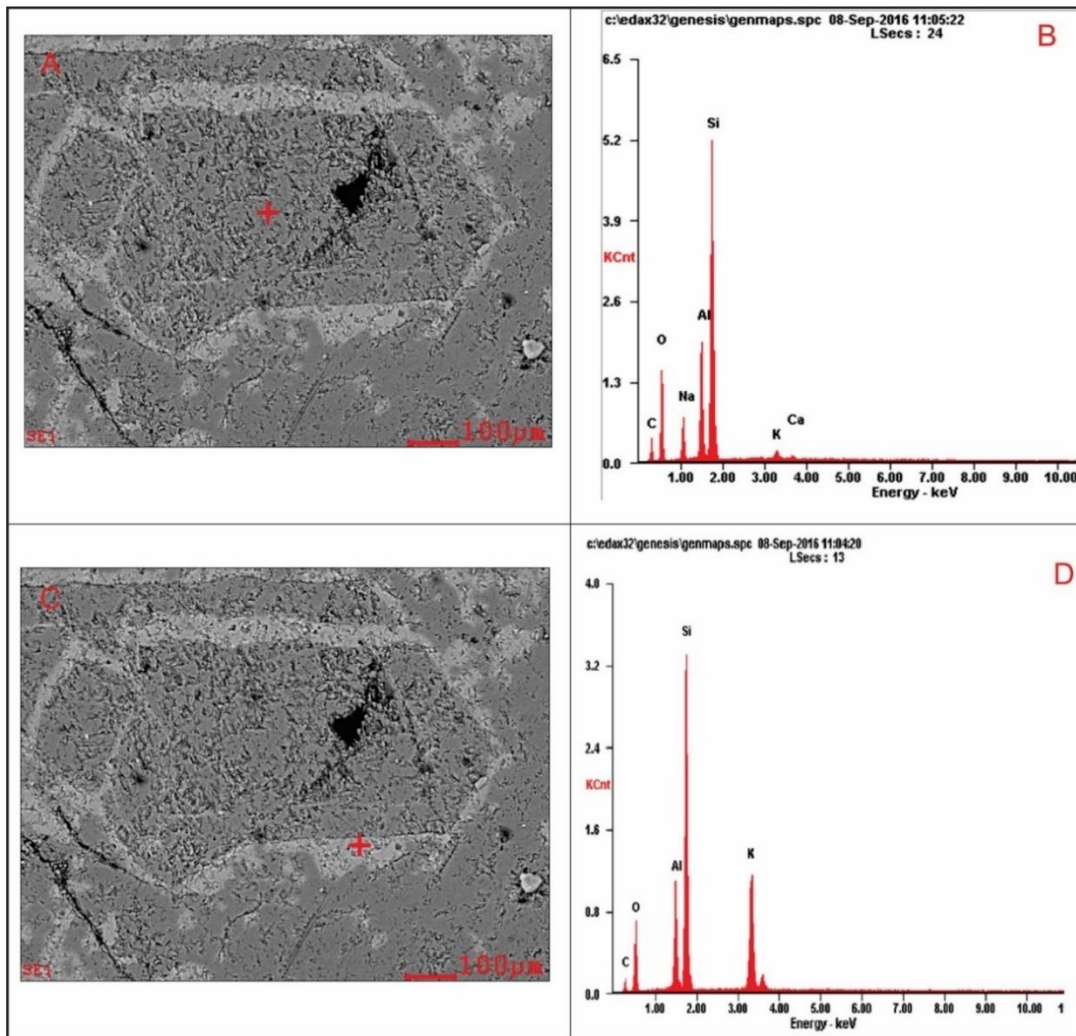 A
SE1
100µm
c:\edax32\genesis\genmaps.spc 08-Sep-2016 11:05:22
LSecs : 24
B
6.5
5.2
3.9
KCnt
2.6
1.3
0.0
C
O
Na
Al
Si
K
Ca
1.00 2.00 3.00 4.00 5.00 6.00 7.00 8.00 9.00 10.00
Energy - keV
C
SE1
100µm
c:\edax32\genesis\genmaps.spc 08-Sep-2016 11:04:20
LSecs : 13
D
4.0
3.2
2.4
KCnt
1.6
0.8
0.0
C
O
Al
Si
K
1.00 2.00 3.00 4.00 5.00 6.00 7.00 8.00 9.00 10.00 1
Energy - keV